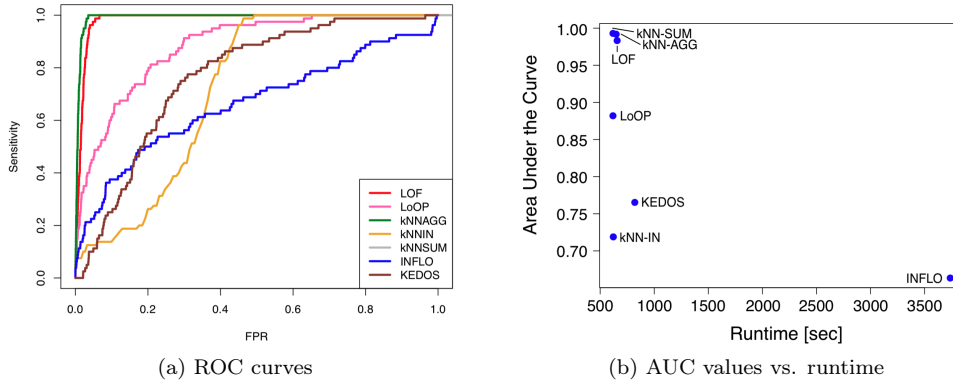 Sensitivity
1.0
0.8
0.6
0.4
0.2
0.0
LOF
LoOP
kNNAGG
kNNIN
kNNSUM
INFLO
KEDOS
0.0 0.2 0.4 0.6 0.8 1.0
FPR
(a) ROC curves
Area Under the Curve
1.00
0.95
0.90
0.85
0.80
0.75
0.70
kNN-SUM
kNN-AGG
LOF
LoOP
KEDOS
kNN-IN
INFLO
500 1000 1500 2000 2500 3000 3500
Runtime [sec]
(b) AUC values vs. runtime